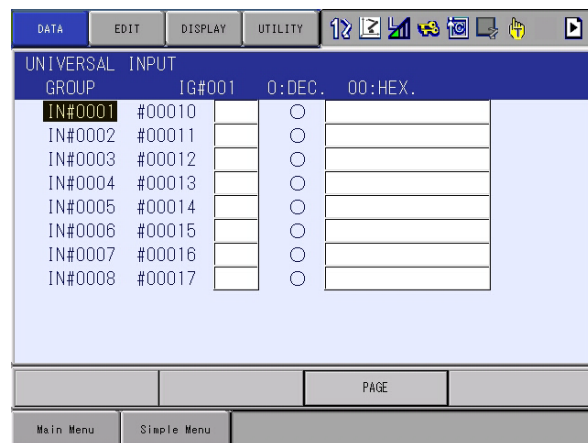 DATA EDIT DISPLAY UTILITY
UNIVERSAL INPUT
GROUP IG#001 0:DEC. 00:HEX.
IN#0001 #00010
IN#0002 #00011
IN#0003 #00012
IN#0004 #00013
IN#0005 #00014
IN#0006 #00015
IN#0007 #00016
IN#0008 #00017
PAGE
Main Menu Simple Menu